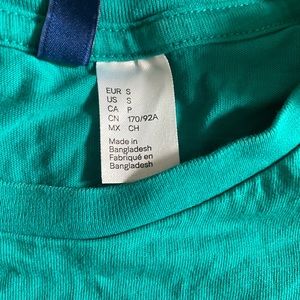 EUR S
US S
CA P
CN 170/92A
MX CH
Made in
Bangladesh
Fabriqué en
Bangladesh